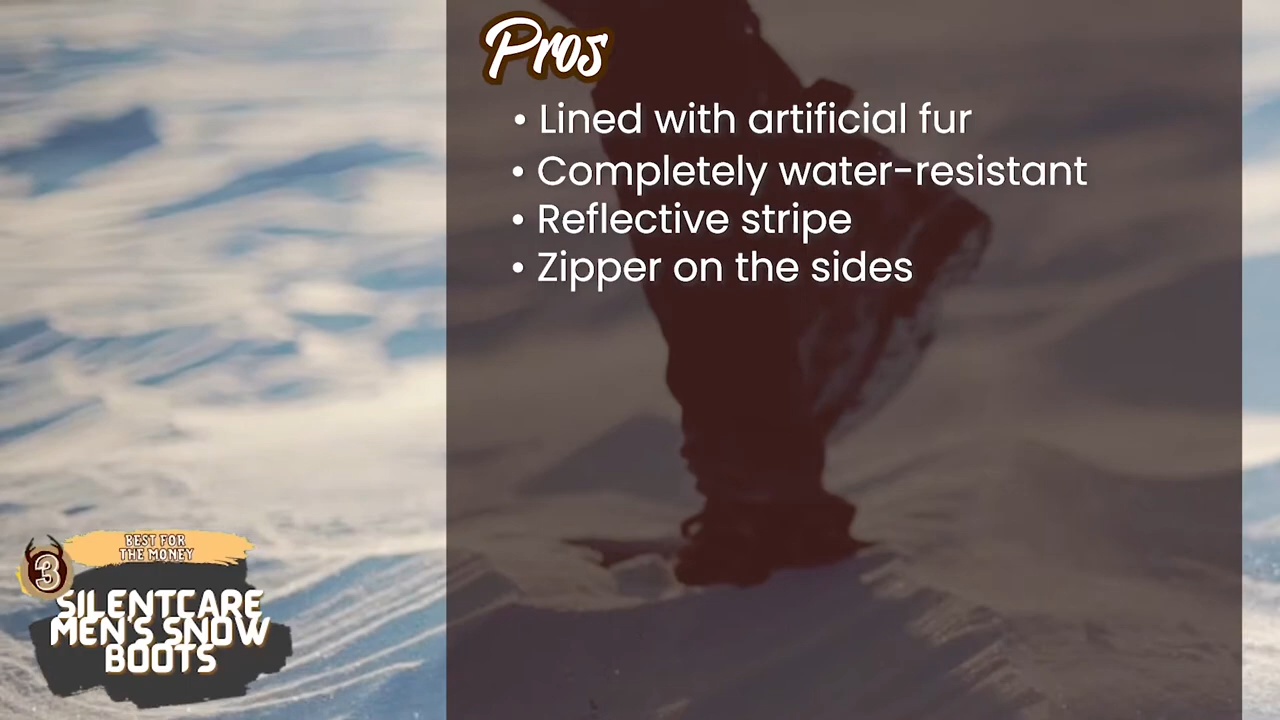 Pros
• Lined with artificial fur
• Completely water-resistant
• Reflective stripe
• Zipper on the sides
BEST FOR
THE MONEY
3
SILENTCARE
MEN'S SNOW
BOOTS